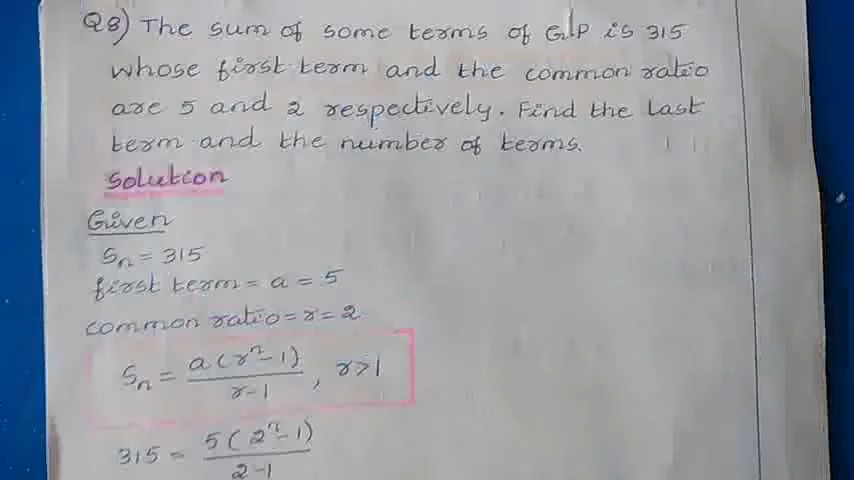 Q8) The sum of some terms of G.P is 315
whose first term and the common ratio
are 5 and 2 respectively. Find the last
term and the number of terms.
Solution
Given
Sn = 315
first term = a = 5
common ratio = r = 2
Sn = a(r^n - 1) / r-1 , r>1
315 = 5(2^n - 1) / 2-1